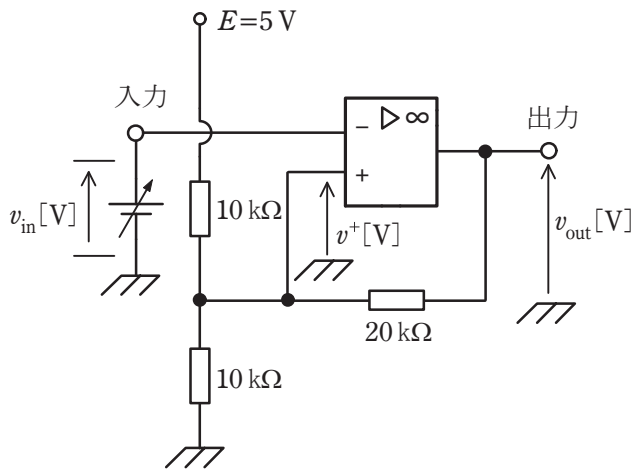 E=5 V
入力
▷ ∞
出力
−
+
v_in[V]
10 kΩ
v⁺[V]
v_out[V]
20 kΩ
10 kΩ